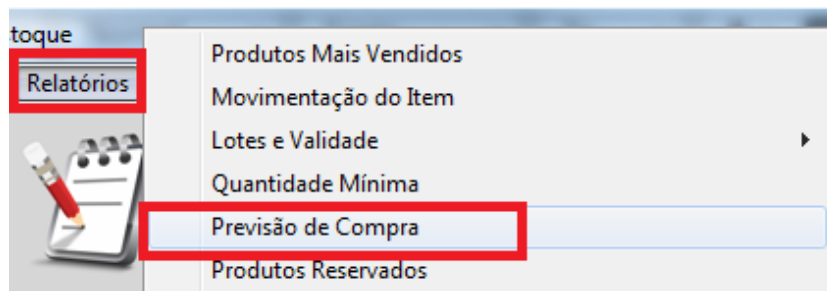 toque
Relatórios
Produtos Mais Vendidos
Movimentação do Item
Lotes e Validade
Quantidade Mínima
Previsão de Compra
Produtos Reservados